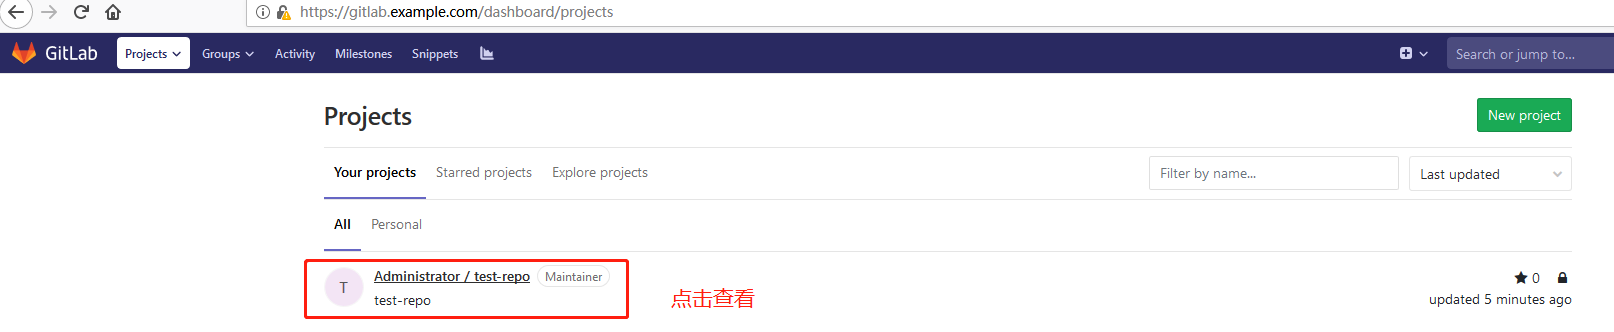 https://gitlab.example.com/dashboard/projects
GitLab Projects Groups Activity Milestones Snippets Search or jump to...
Projects
New project
Your projects Starred projects Explore projects Filter by name... Last updated
All Personal
T Administrator / test-repo Maintainer 0
test-repo 点击查看 updated 5 minutes ago